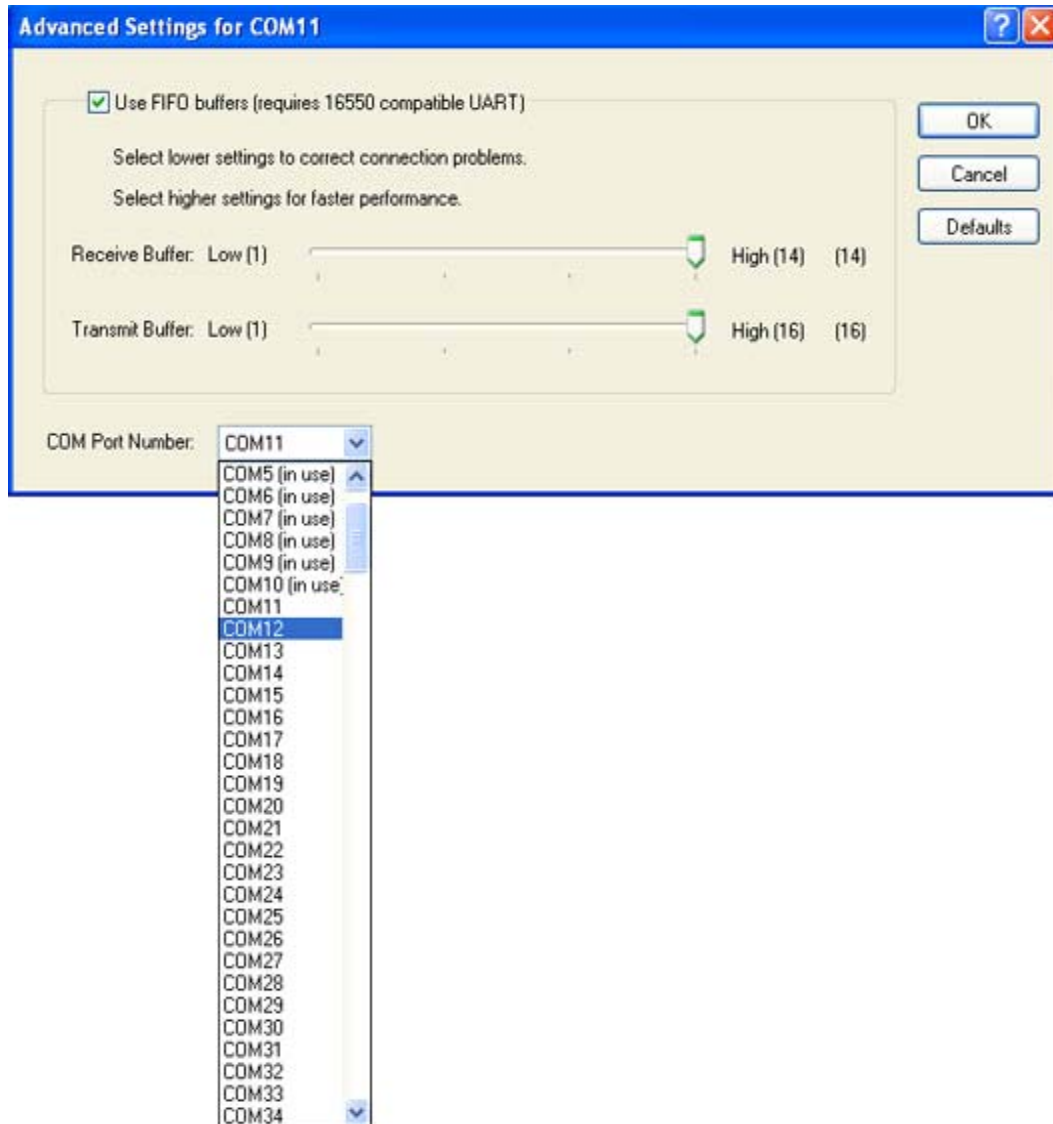 Advanced Settings for COM11
Use FIFO buffers (requires 16550 compatible UART)
OK
Select lower settings to correct connection problems.
Cancel
Select higher settings for faster performance.
Defaults
Receive Buffer: Low (1) High (14) (14)
Transmit Buffer: Low (1) High (16) (16)
COM Port Number: COM11
COM5 (in use)
COM6 (in use)
COM7 (in use)
COM8 (in use)
COM9 (in use)
COM10 (in use)
COM11
COM12
COM13
COM14
COM15
COM16
COM17
COM18
COM19
COM20
COM21
COM22
COM23
COM24
COM25
COM26
COM27
COM28
COM29
COM30
COM31
COM32
COM33
COM34